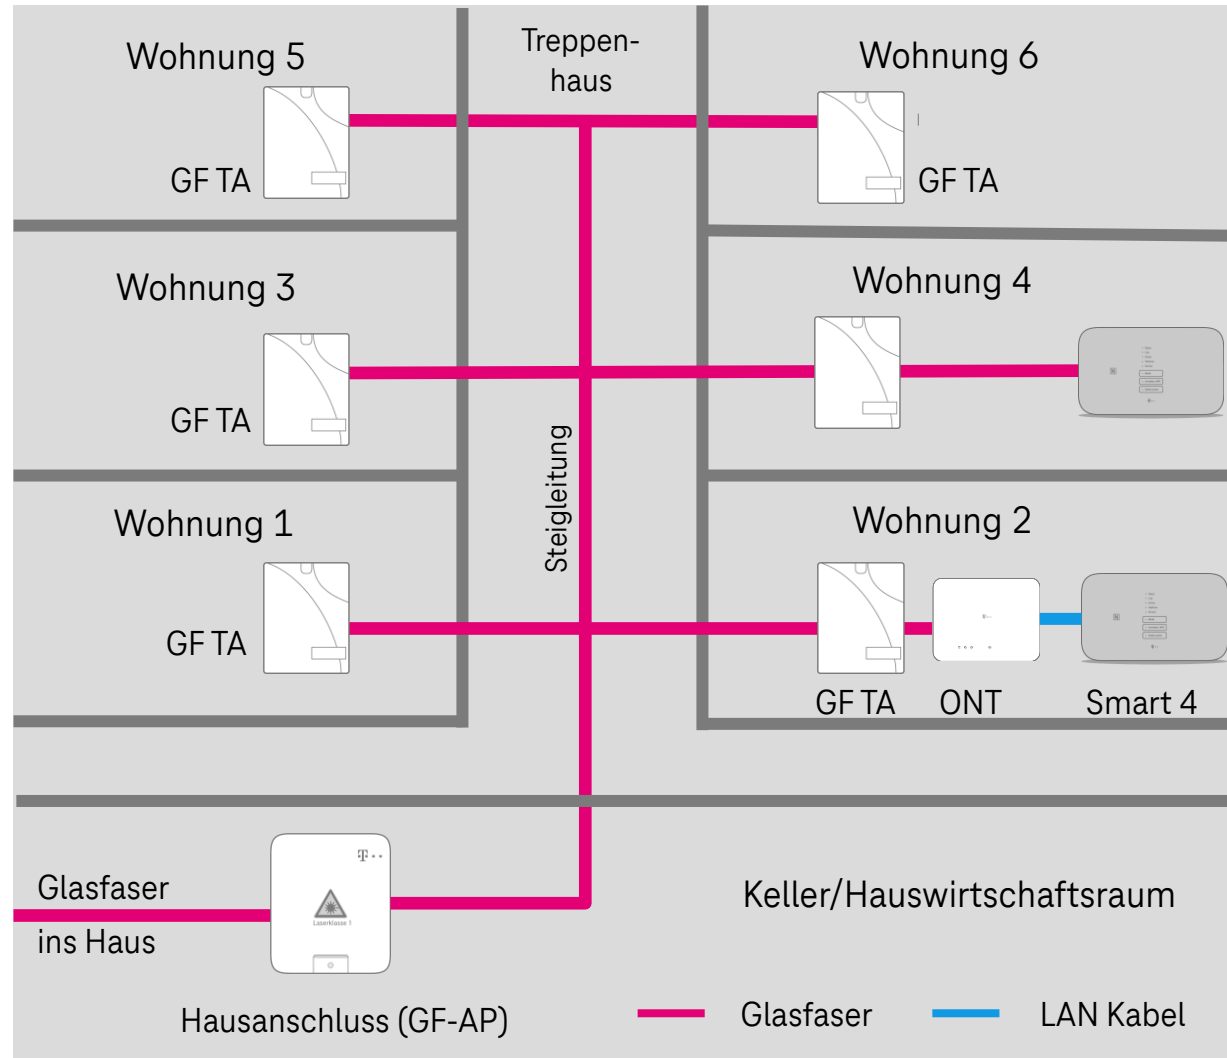 Wohnung 5
Treppen-
haus
Wohnung 6
GF TA
GF TA
Wohnung 3
Wohnung 4
GF TA
Steigleitung
Wohnung 1
Wohnung 2
GF TA
GF TA
ONT
Smart 4
Glasfaser
ins Haus
Laserklasse 1
Keller/Hauswirtschaftsraum
Hausanschluss (GF-AP)
Glasfaser
LAN Kabel